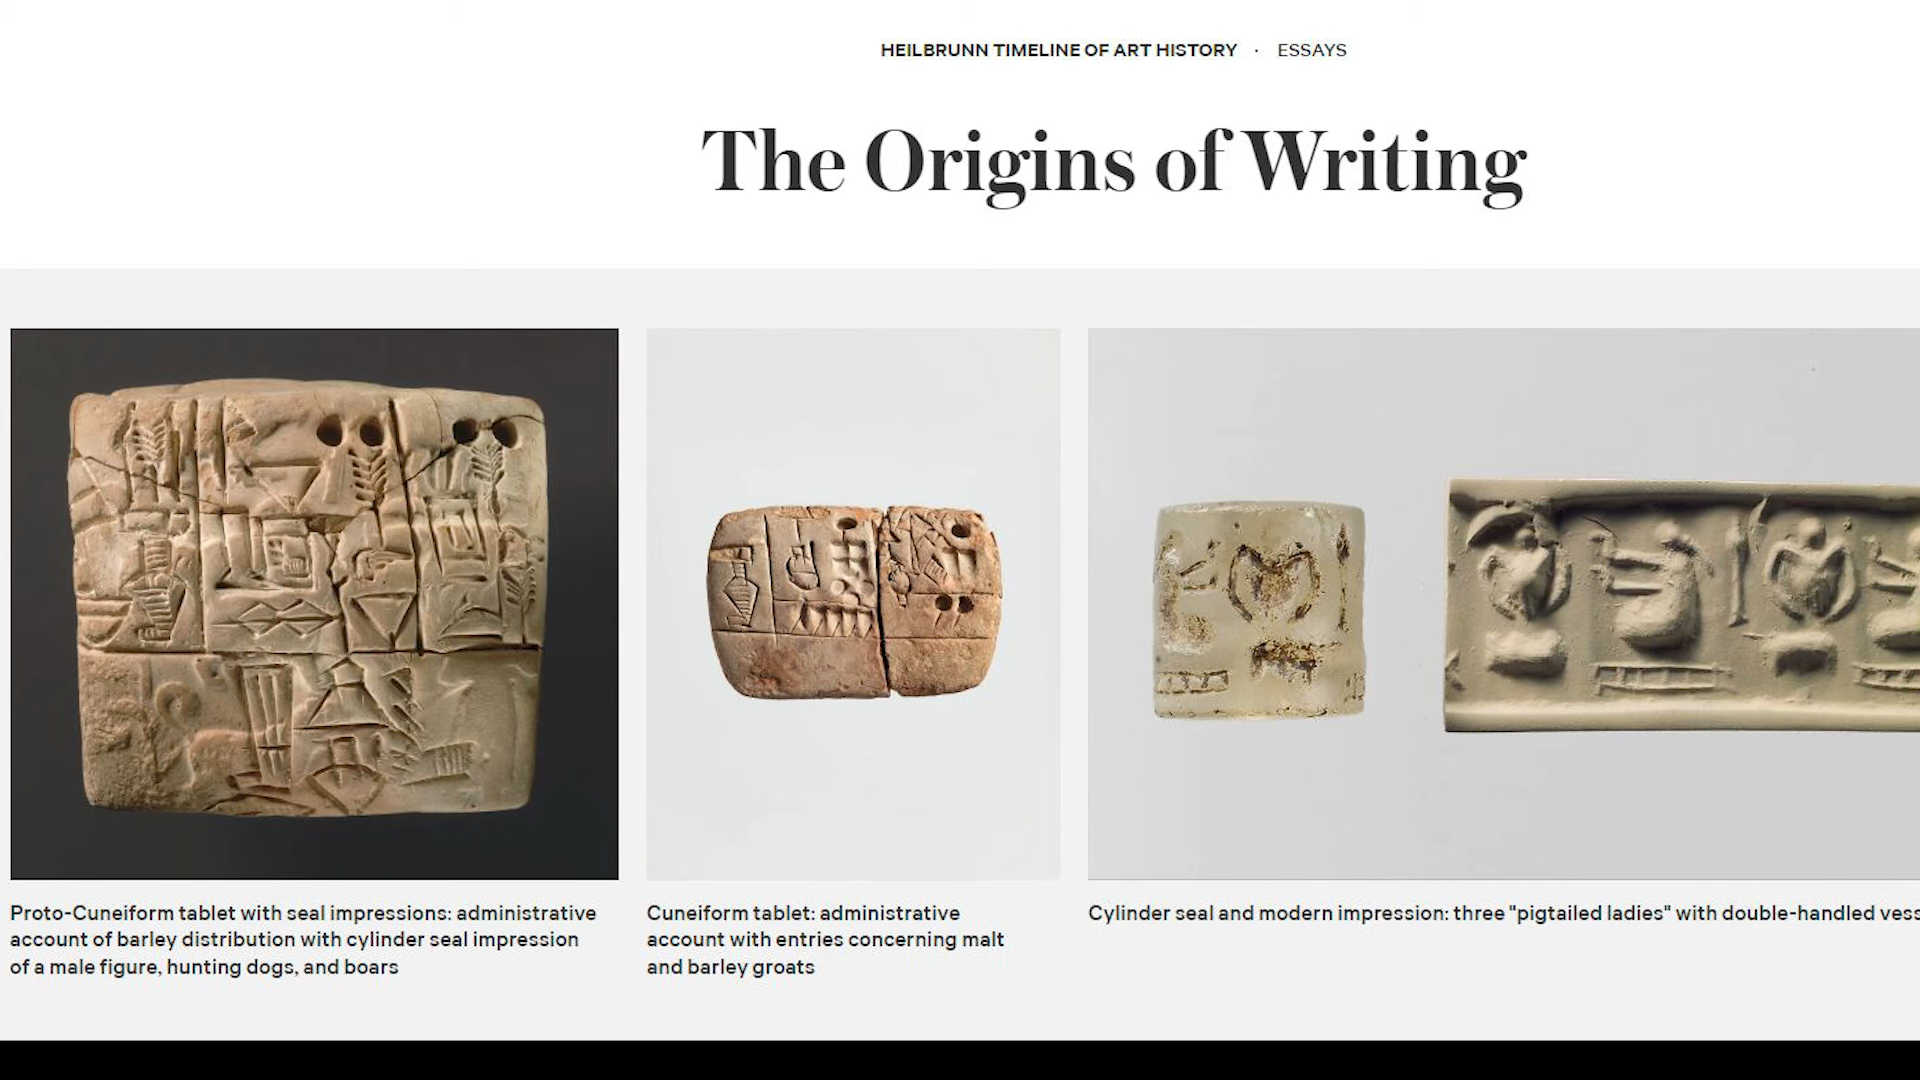 HEILBRUNN TIMELINE OF ART HISTORY · ESSAYS
The Origins of Writing
Proto-Cuneiform tablet with seal impressions: administrative
account of barley distribution with cylinder seal impression
of a male figure, hunting dogs, and boars
Cuneiform tablet: administrative
account with entries concerning malt
and barley groats
Cylinder seal and modern impression: three "pigtailed ladies" with double-handled